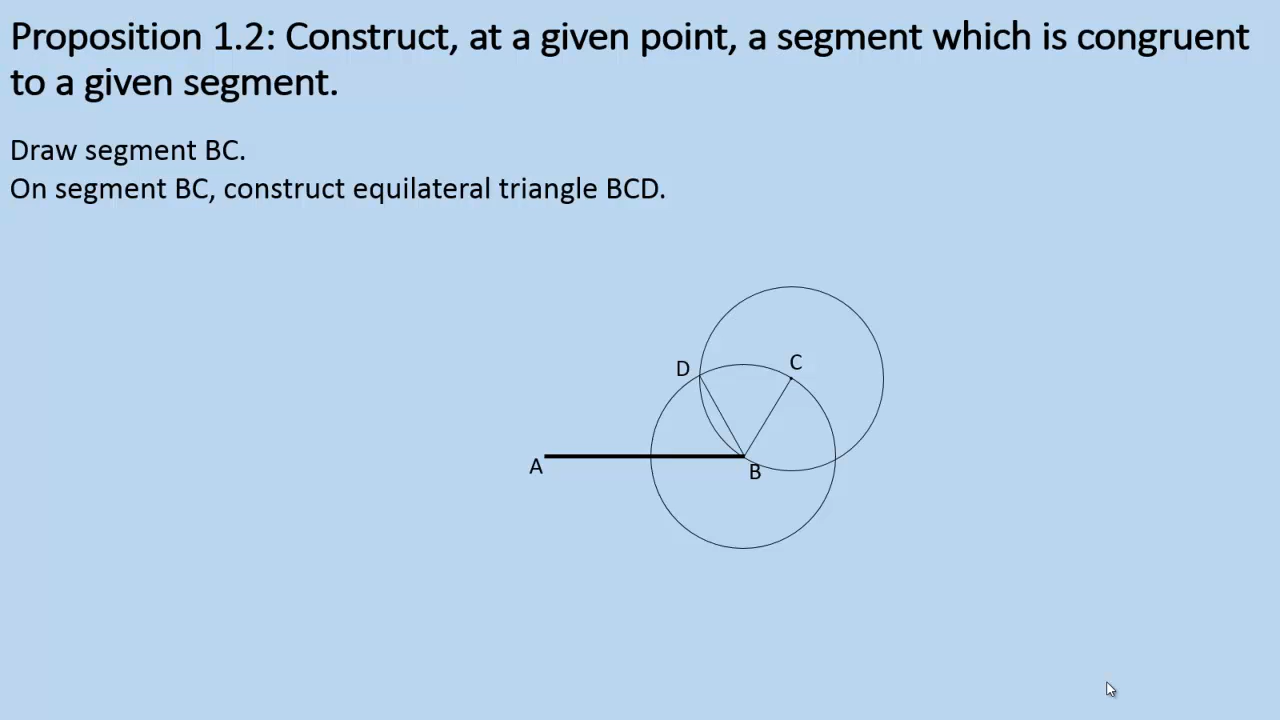 Proposition 1.2: Construct, at a given point, a segment which is congruent
to a given segment.
Draw segment BC.
On segment BC, construct equilateral triangle BCD.
C
D
A
B